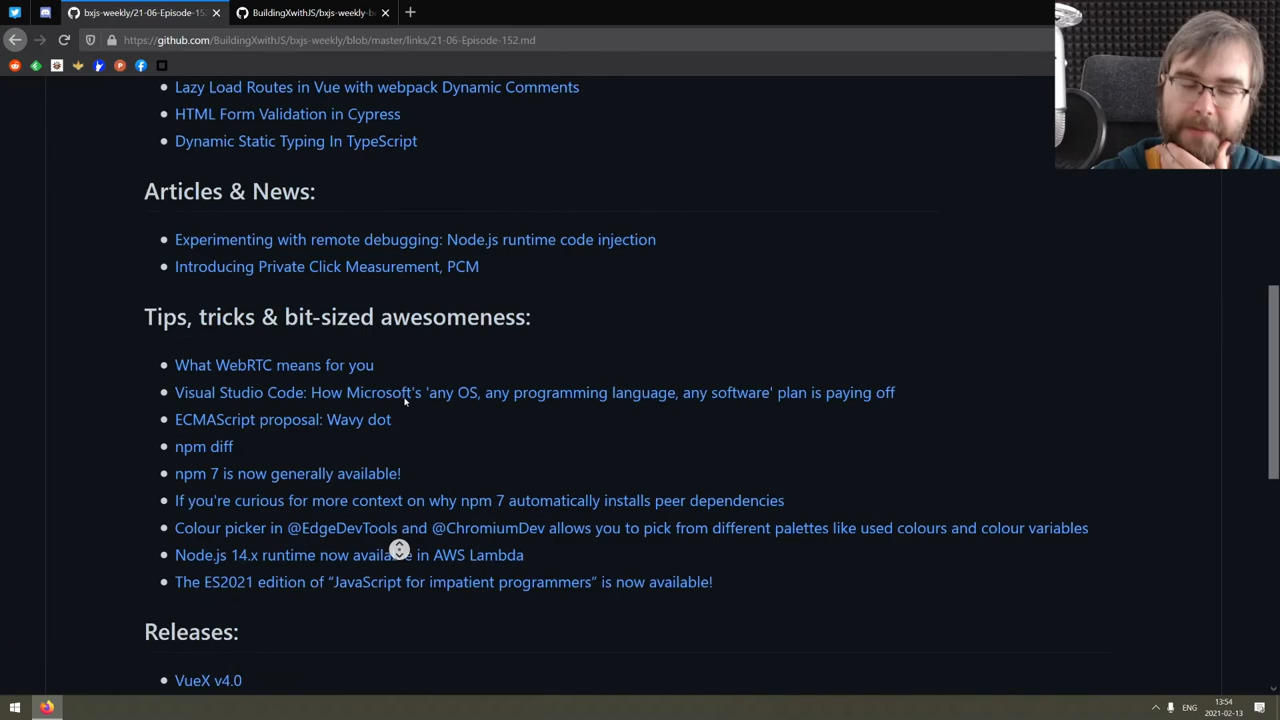 bxjs-weekly/21-06-Episode-152
BuildingXwithJS/bxjs-weekly-b
https://github.com/BuildingXwithJS/bxjs-weekly/blob/master/links/21-06-Episode-152.md
Lazy Load Routes in Vue with webpack Dynamic Comments
HTML Form Validation in Cypress
Dynamic Static Typing In TypeScript
Articles & News:
Experimenting with remote debugging: Node.js runtime code injection
Introducing Private Click Measurement, PCM
Tips, tricks & bit-sized awesomeness:
What WebRTC means for you
Visual Studio Code: How Microsoft's 'any OS, any programming language, any software' plan is paying off
ECMAScript proposal: Wavy dot
npm diff
npm 7 is now generally available!
If you're curious for more context on why npm 7 automatically installs peer dependencies
Colour picker in @EdgeDevTools and @ChromiumDev allows you to pick from different palettes like used colours and colour variables
Node.js 14.x runtime now available in AWS Lambda
The ES2021 edition of “JavaScript for impatient programmers” is now available!
Releases:
VueX v4.0
ENG
13:54
2021-02-13